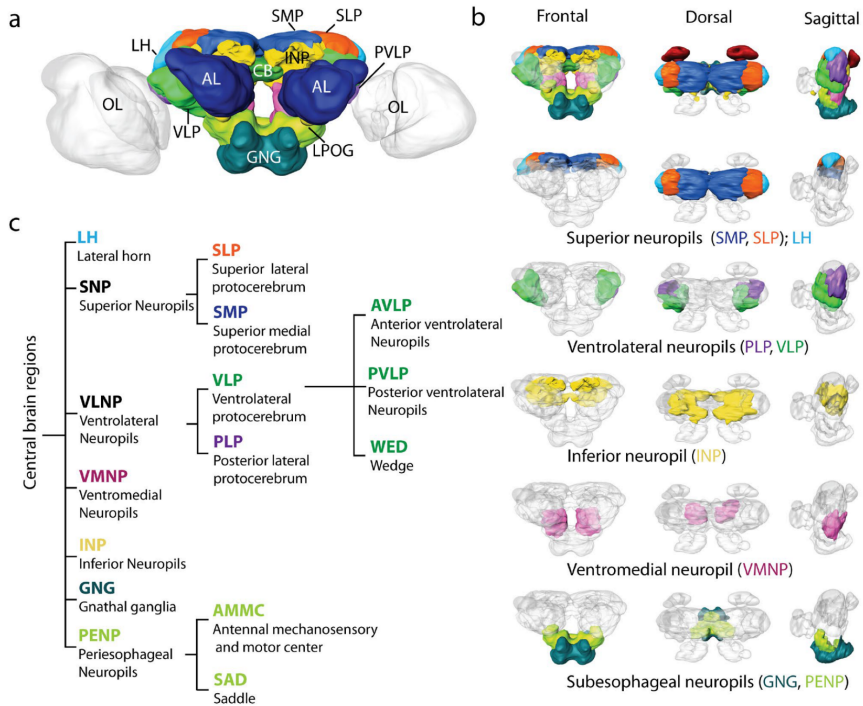 a
SMP
SLP
LH
INP
PVLP
CB
AL
AL
OL
OL
VLP
LPOG
GNG
b
Frontal
Dorsal
Sagittal
Superior neuropils (SMP, SLP); LH
Ventrolateral neuropils (PLP, VLP)
Inferior neuropil (INP)
Ventromedial neuropil (VMNP)
Subesophageal neuropils (GNG, PENP)
c
Central brain regions
LH
Lateral horn
SNP
Superior Neuropils
SLP
Superior lateral
protocerebrum
SMP
Superior medial
protocerebrum
VLNP
Ventrolateral
Neuropils
VLP
Ventrolateral
protocerebrum
PLP
Posterior lateral
protocerebrum
AVLP
Anterior ventrolateral
Neuropils
PVLP
Posterior ventrolateral
Neuropils
WED
Wedge
VMNP
Ventromedial
Neuropils
INP
Inferior Neuropils
GNG
Gnathal ganglia
PENP
Periesophageal
Neuropils
AMMC
Antennal mechanosensory
and motor center
SAD
Saddle